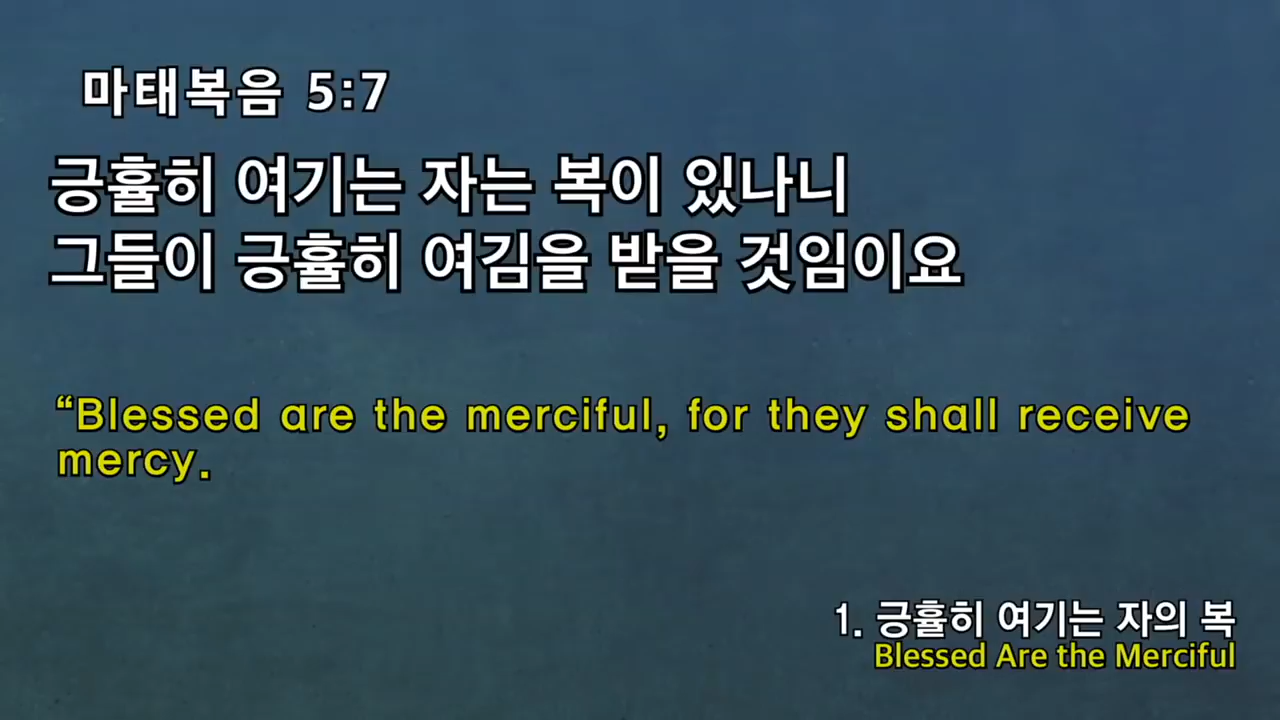 마태복음 5:7
긍휼히 여기는 자는 복이 있나니
그들이 긍휼히 여김을 받을 것임이요
“Blessed are the merciful, for they shall receive
mercy.
1. 긍휼히 여기는 자의 복
Blessed Are the Merciful